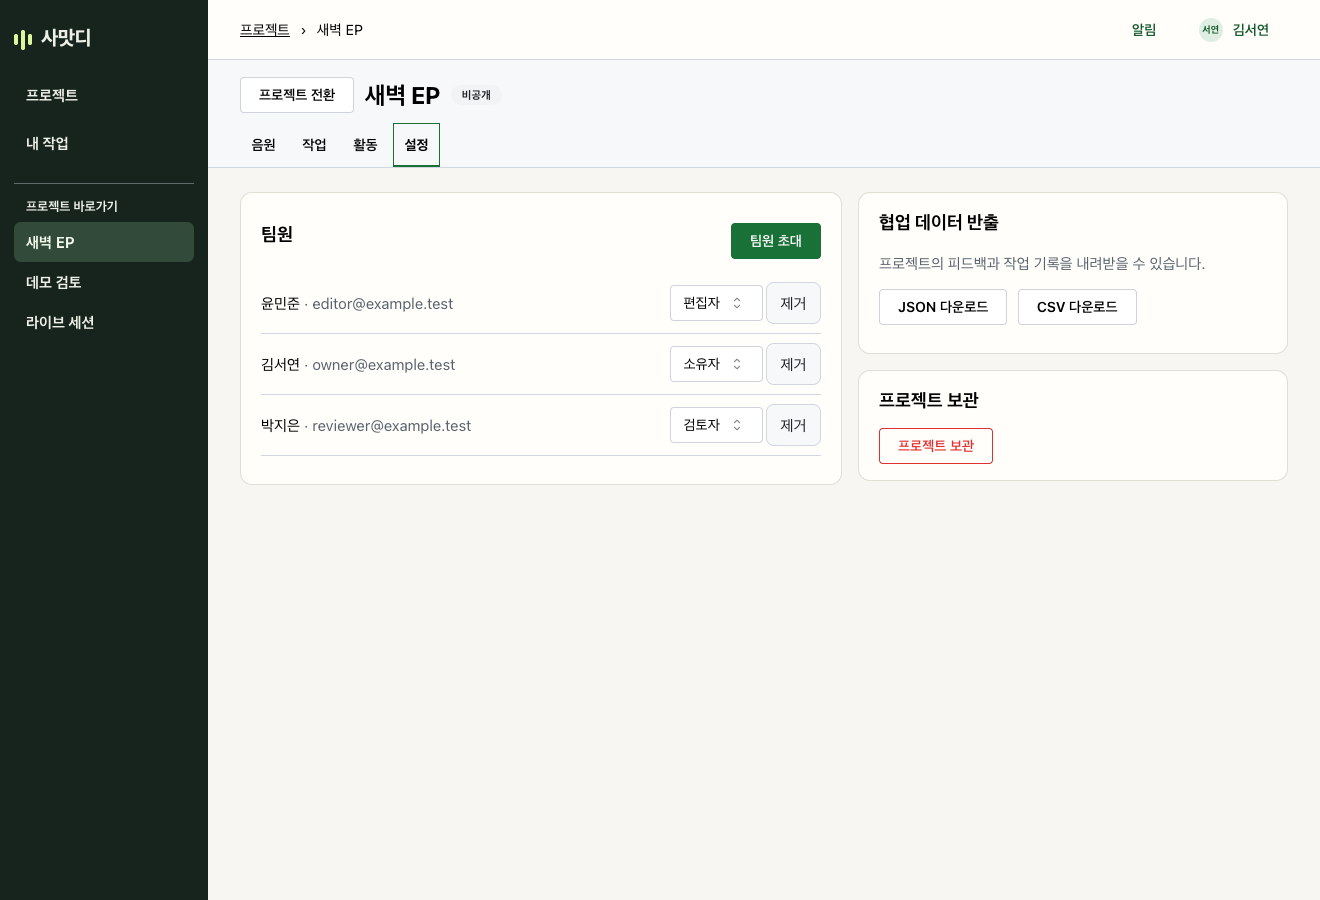 사맛디
프로젝트
내 작업
프로젝트 바로가기
새벽 EP
데모 검토
라이브 세션
프로젝트 › 새벽 EP
알림
서연 김서연
프로젝트 전환 새벽 EP 비공개
음원 작업 활동 설정
팀원
팀원 초대
윤민준 · editor@example.test 편집자 제거
김서연 · owner@example.test 소유자 제거
박지은 · reviewer@example.test 검토자 제거
협업 데이터 반출
프로젝트의 피드백과 작업 기록을 내려받을 수 있습니다.
JSON 다운로드 CSV 다운로드
프로젝트 보관
프로젝트 보관